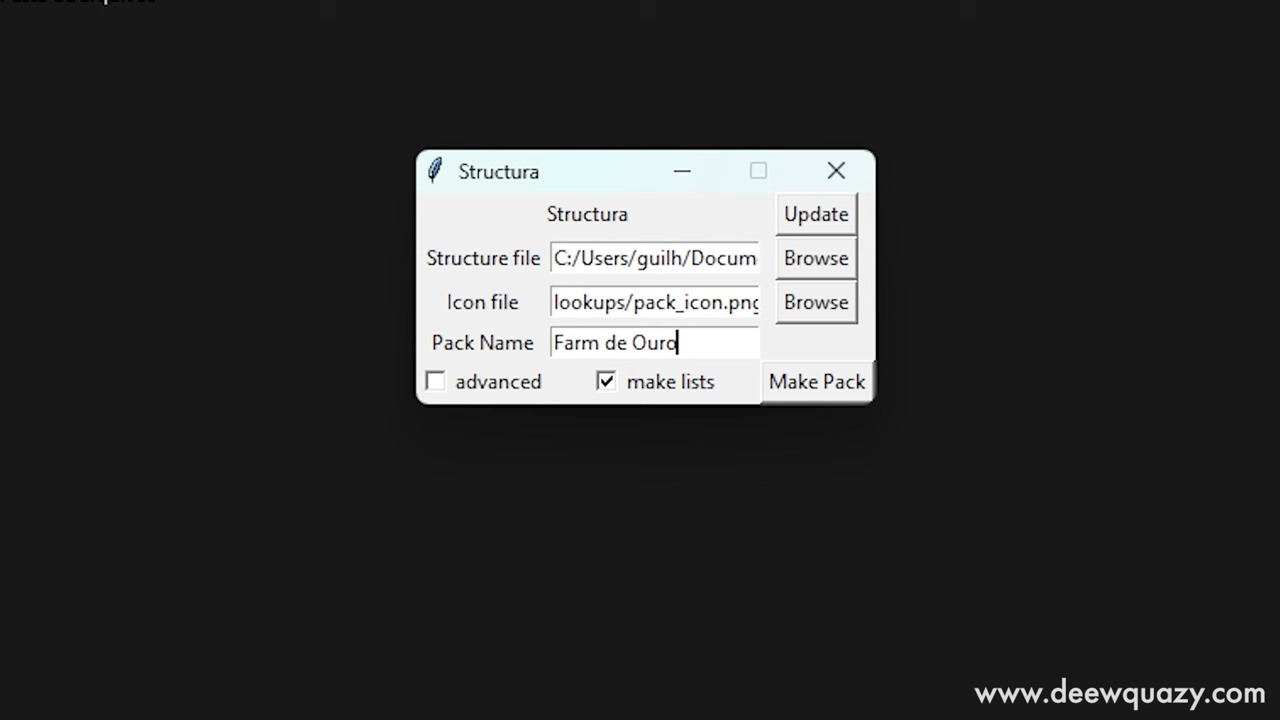 Structura
Structura Update
Structure file C:/Users/guilh/Docum Browse
Icon file lookups/pack_icon.png Browse
Pack Name Farm de Ouro
advanced make lists Make Pack
www.deewquazy.com